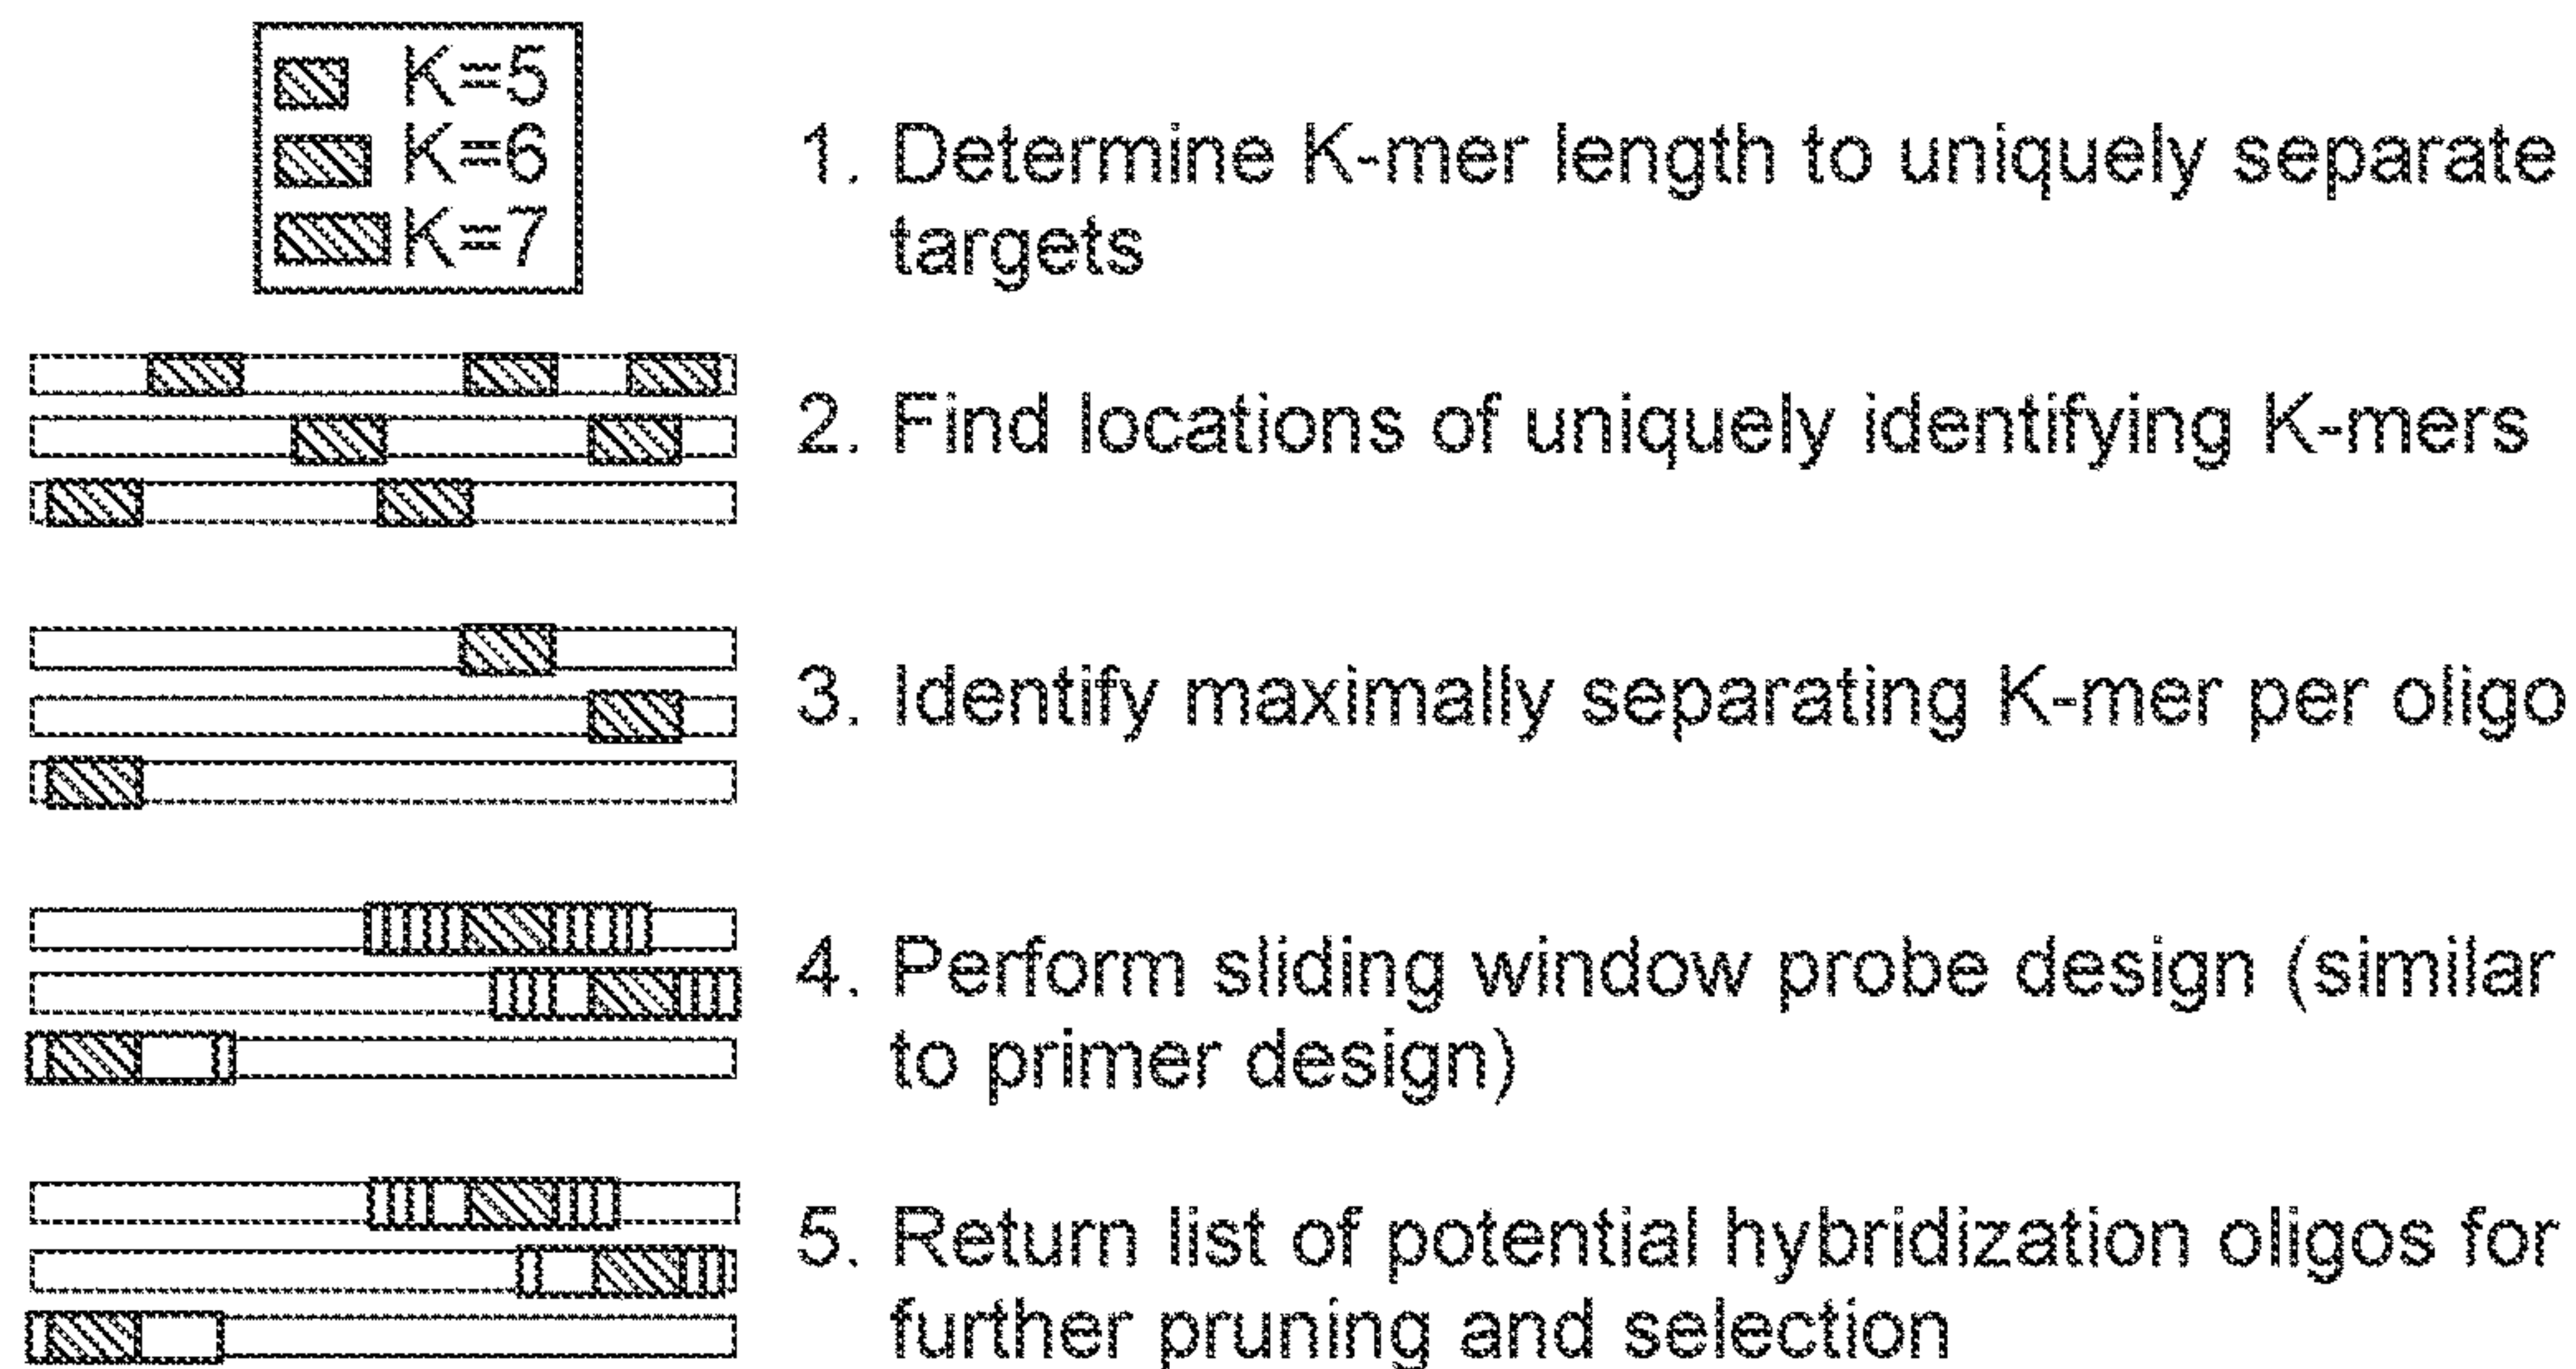 K=5
K=6
K=7
1. Determine K-mer length to uniquely separate
targets
2. Find locations of uniquely identifying K-mers
3. Identify maximally separating K-mer per oligo
4. Perform sliding window probe design (similar
to primer design)
5. Return list of potential hybridization oligos for
further pruning and selection